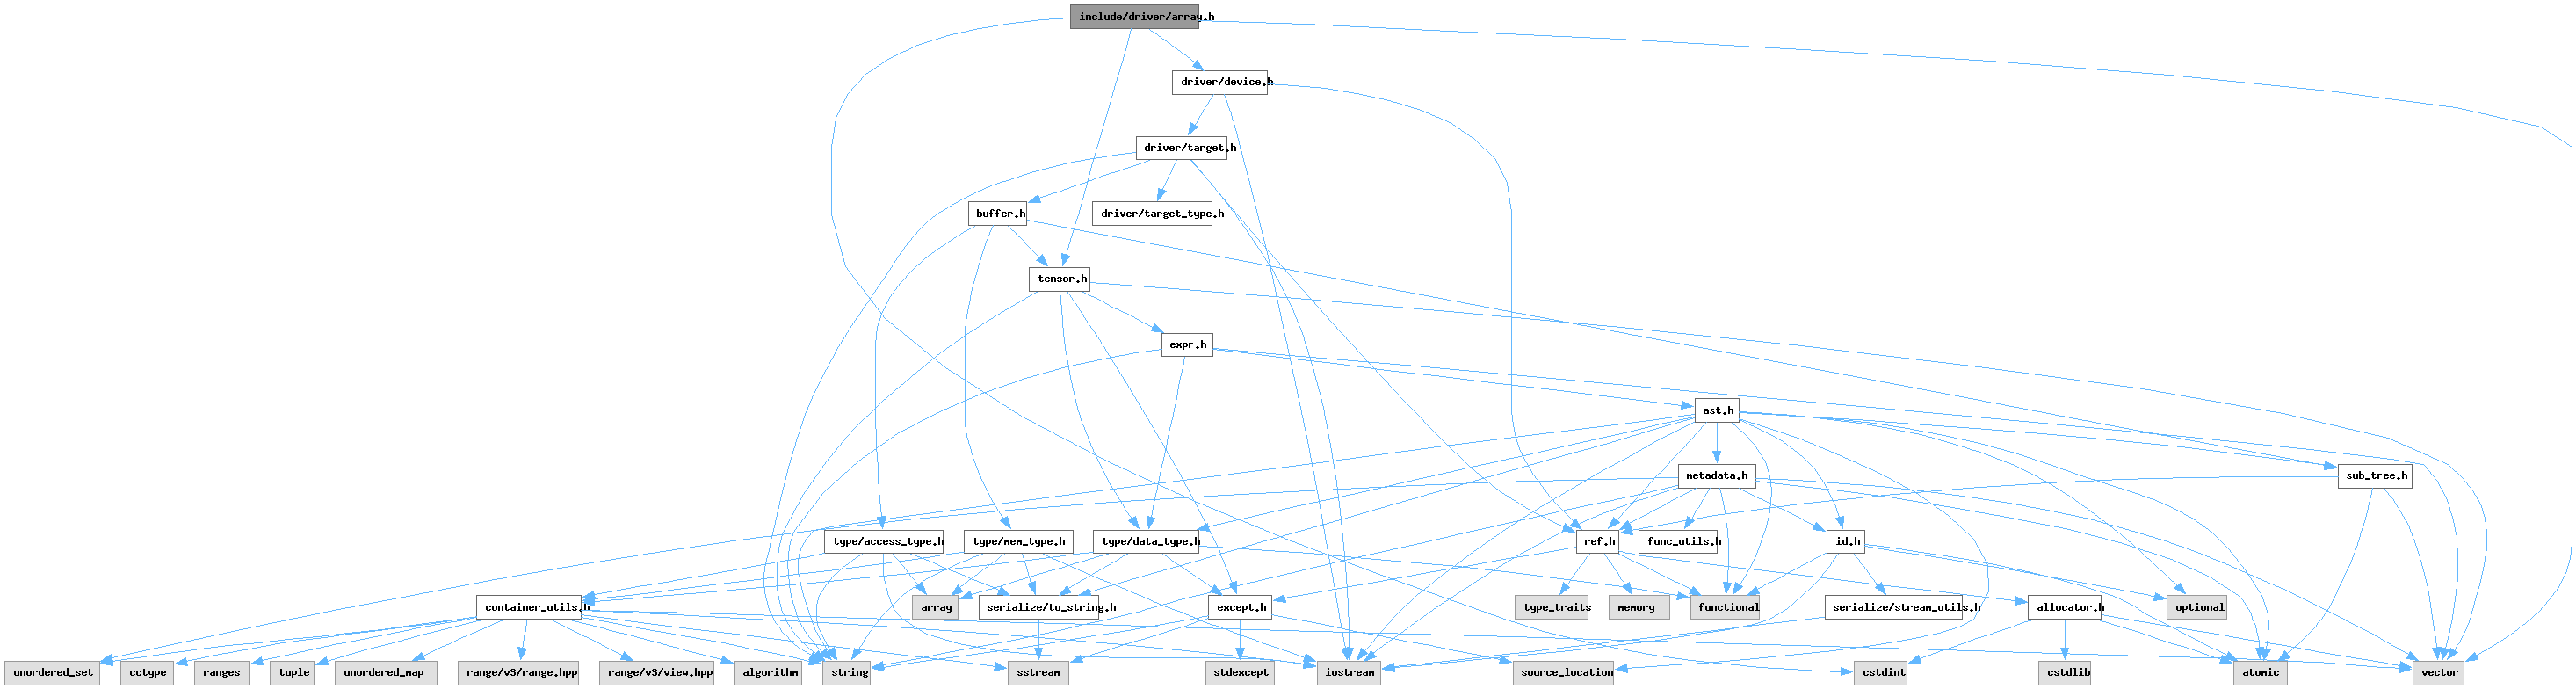 include/driver/array.h
driver/device.h
driver/target.h
buffer.h
driver/target_type.h
tensor.h
expr.h
ast.h
metadata.h
sub_tree.h
type/access_type.h
type/mem_type.h
type/data_type.h
ref.h
func_utils.h
id.h
container_utils.h
array
serialize/to_string.h
except.h
type_traits
memory
functional
serialize/stream_utils.h
allocator.h
optional
unordered_set
cctype
ranges
tuple
unordered_map
range/v3/range.hpp
range/v3/view.hpp
algorithm
string
sstream
stdexcept
iostream
source_location
cstdint
cstdlib
atomic
vector